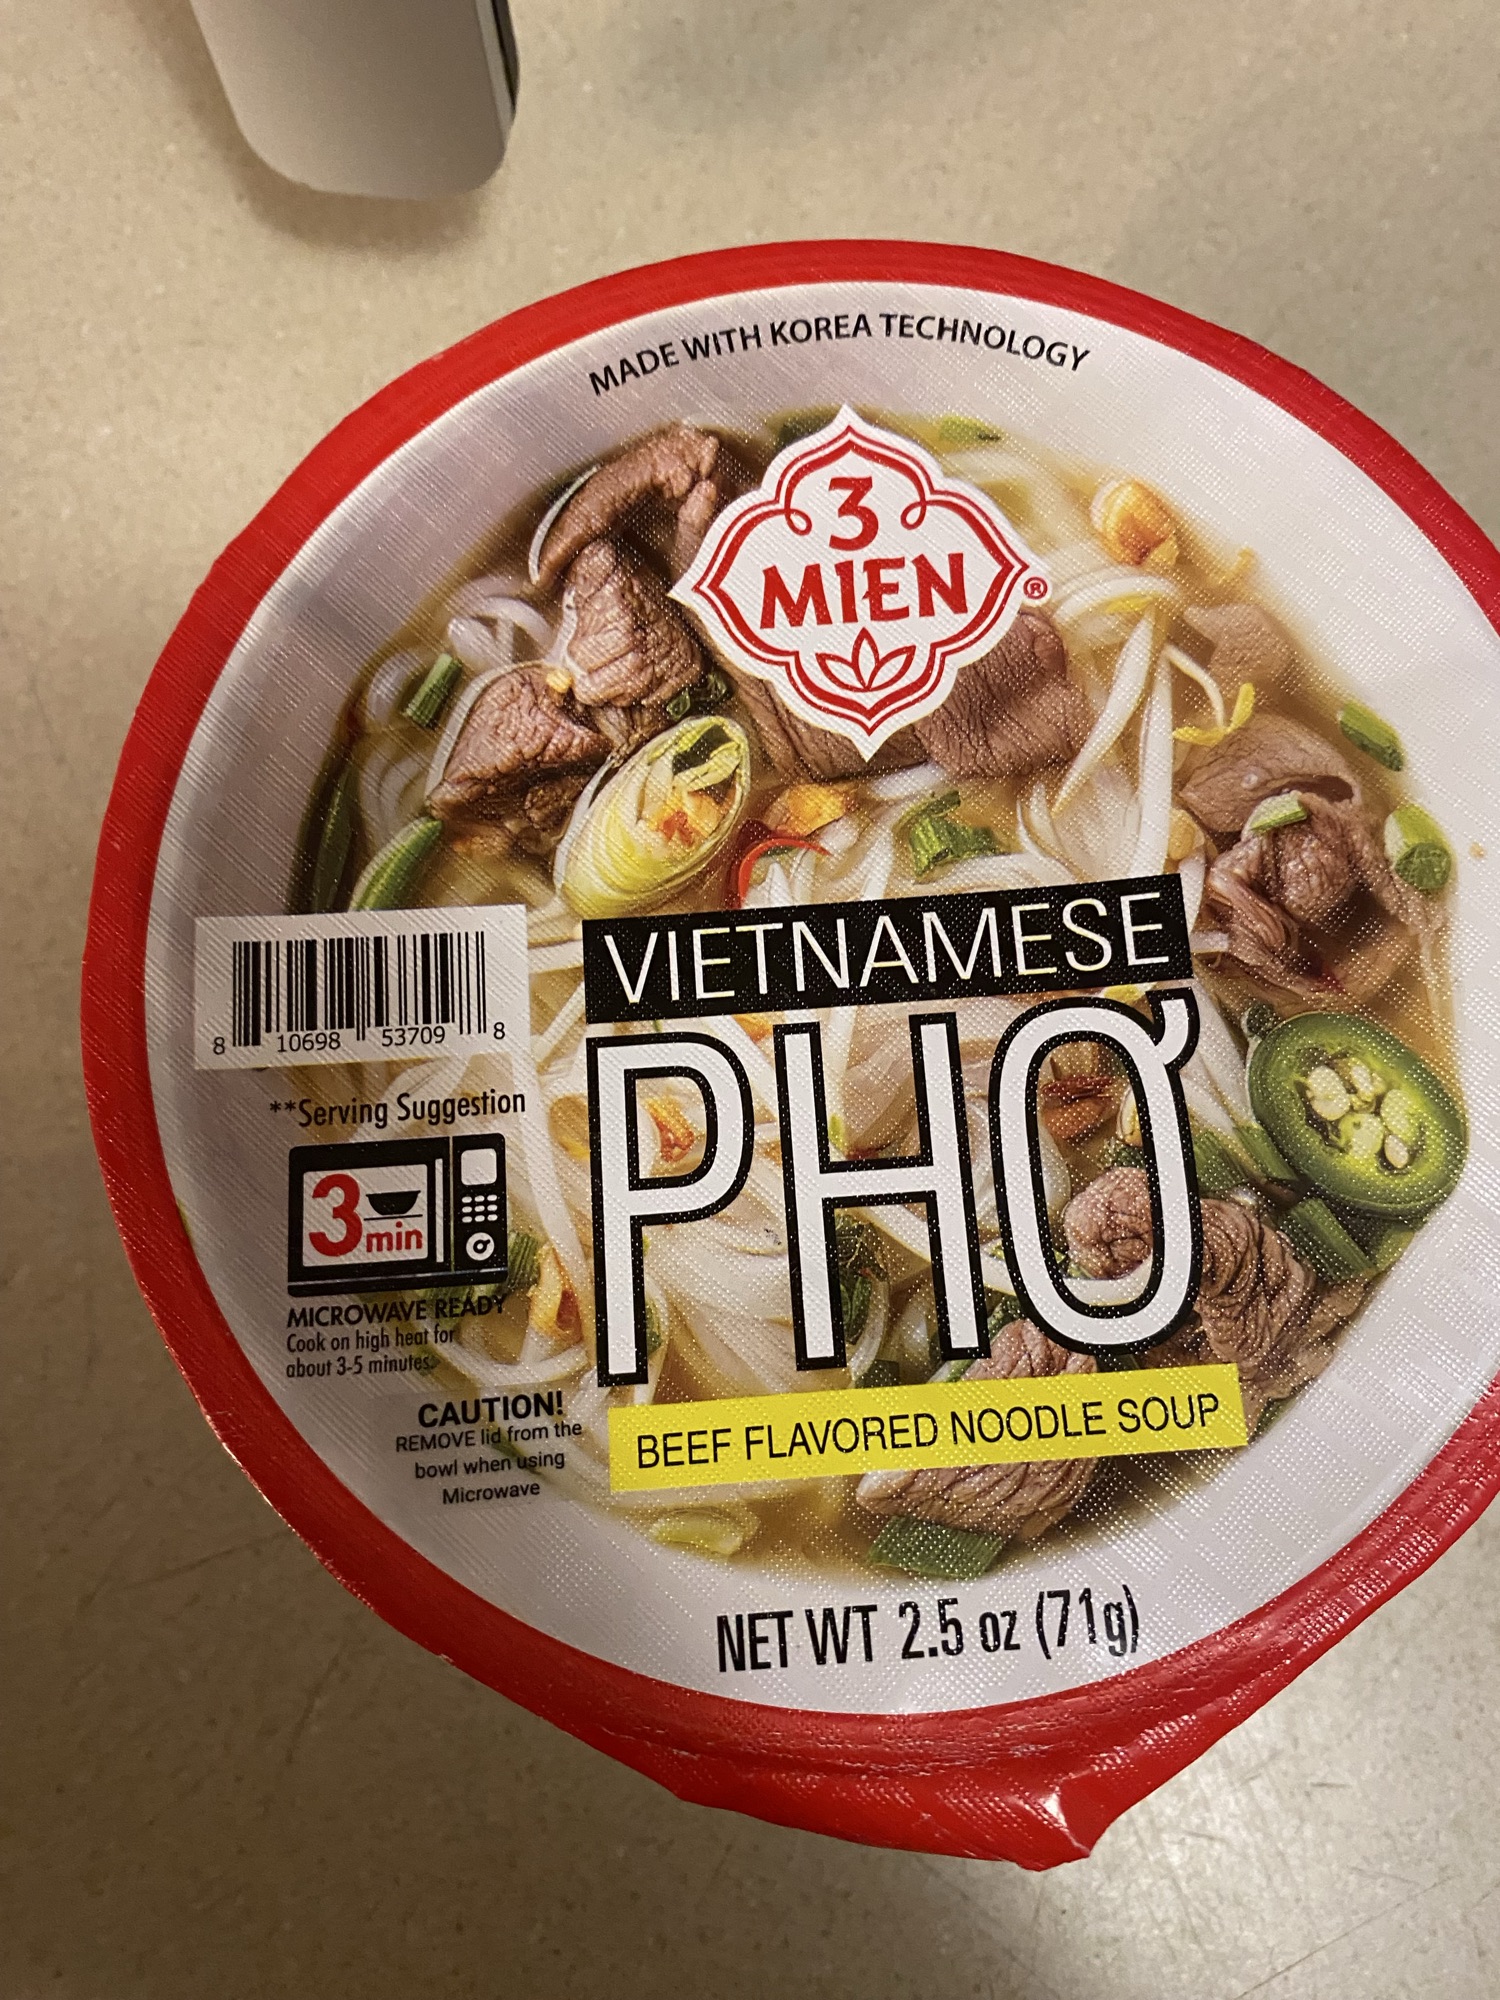 MADE WITH KOREA TECHNOLOGY
3
MIEN®
VIETNAMESE
PHỞ
BEEF FLAVORED NOODLE SOUP
8 10698 53709 8
**Serving Suggestion
3 min
MICROWAVE READY
Cook on high heat for
about 3-5 minutes.
CAUTION!
REMOVE lid from the
bowl when using
Microwave
NET WT 2.5 oz (71g)